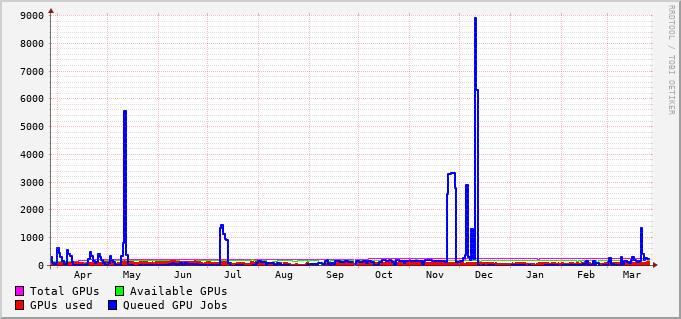 9000
8000
7000
6000
5000
4000
3000
2000
1000
0
Apr May Jun Jul Aug Sep Oct Nov Dec Jan Feb Mar
Total GPUs Available GPUs
GPUs used Queued GPU Jobs
RRDTOOL / TOBI OETIKER